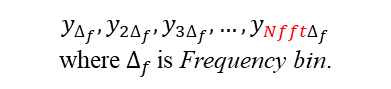 y_{Δ_f}, y_{2Δ_f}, y_{3Δ_f}, ⋯, y_{NfftΔ_f}
where Δ_f is Frequency bin.